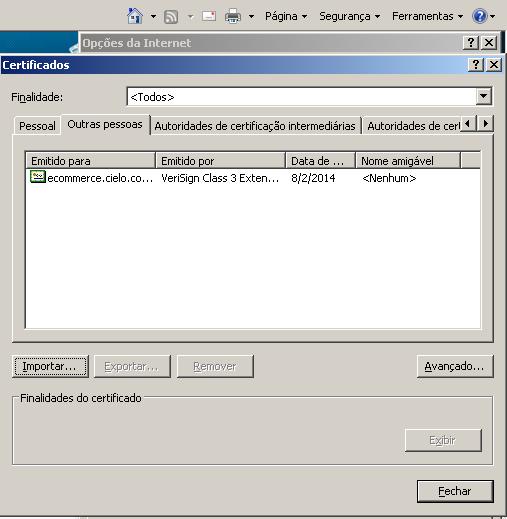 Página Segurança Ferramentas
Opções da Internet
Certificados
Finalidade: <Todos>
Pessoal Outras pessoas Autoridades de certificação intermediárias Autoridades de cert
Emitido para Emitido por Data de ... Nome amigável
ecommerce.cielo.co... VeriSign Class 3 Exten... 8/2/2014 <Nenhum>
Importar... Exportar... Remover Avançado...
Finalidades do certificado
Exibir
Fechar